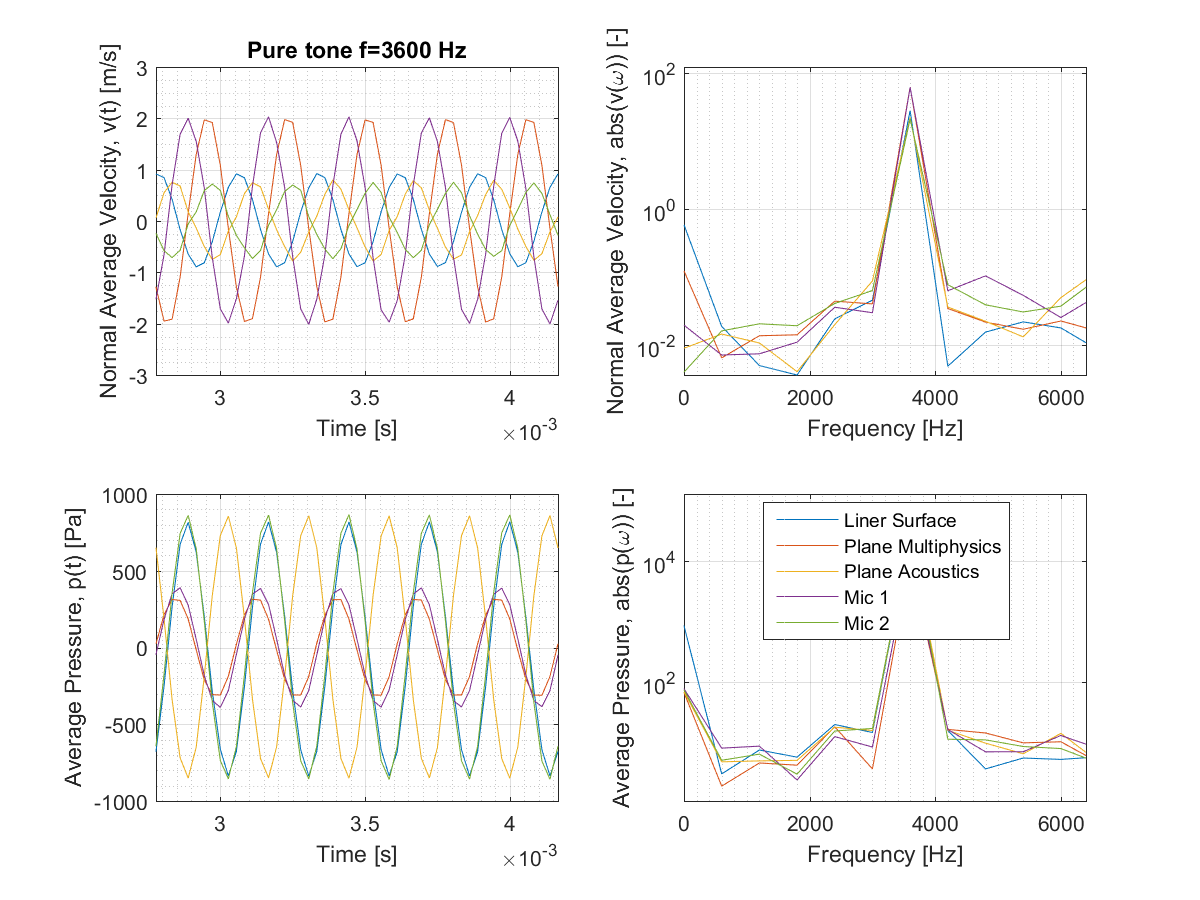 Pure tone f=3600 Hz
Normal Average Velocity, v(t) [m/s]
3
2
1
0
-1
-2
-3
3
3.5
4
Time [s]
×10⁻³
Normal Average Velocity, abs(v(ω)) [-]
10²
10⁰
10⁻²
0
2000
4000
6000
Frequency [Hz]
Average Pressure, p(t) [Pa]
1000
500
0
-500
-1000
3
3.5
4
Time [s]
×10⁻³
Average Pressure, abs(p(ω)) [-]
10⁴
10²
Liner Surface
Plane Multiphysics
Plane Acoustics
Mic 1
Mic 2
0
2000
4000
6000
Frequency [Hz]